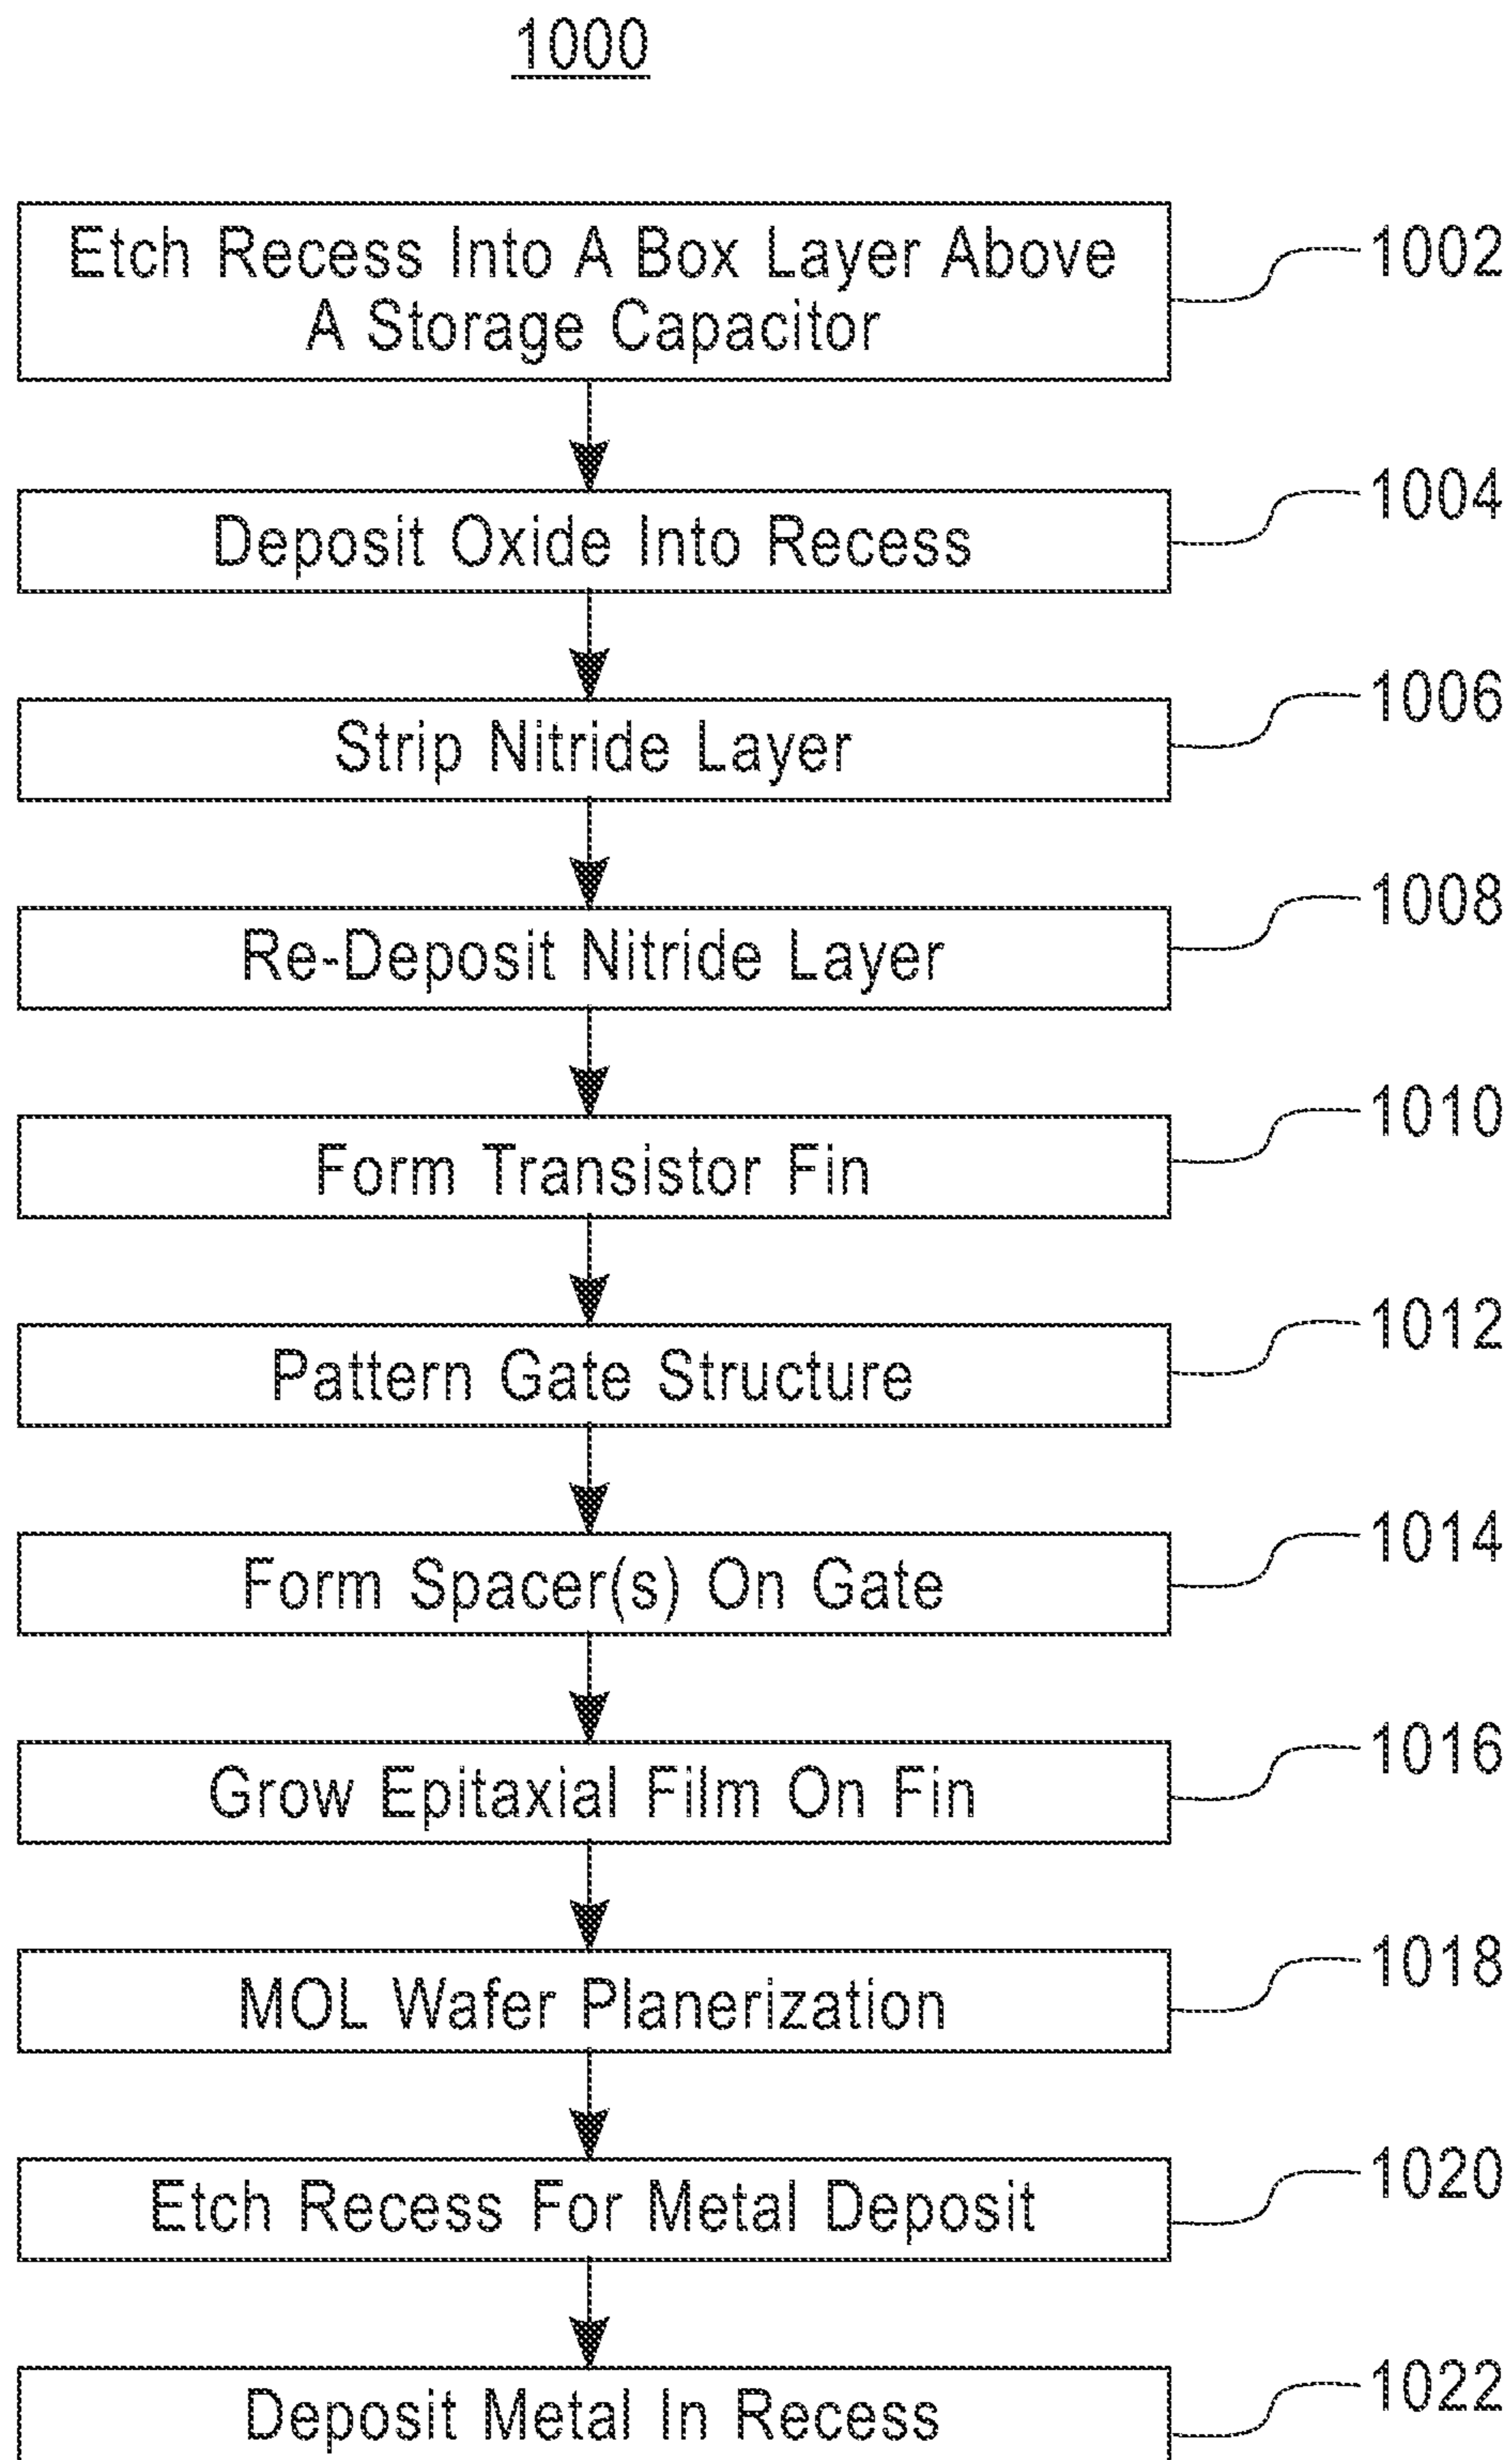 1000
Etch Recess Into A Box Layer Above
A Storage Capacitor
1002
Deposit Oxide Into Recess
1004
Strip Nitride Layer
1006
Re-Deposit Nitride Layer
1008
Form Transistor Fin
1010
Pattern Gate Structure
1012
Form Spacer(s) On Gate
1014
Grow Epitaxial Film On Fin
1016
MOL Wafer Planerization
1018
Etch Recess For Metal Deposit
1020
Deposit Metal In Recess
1022